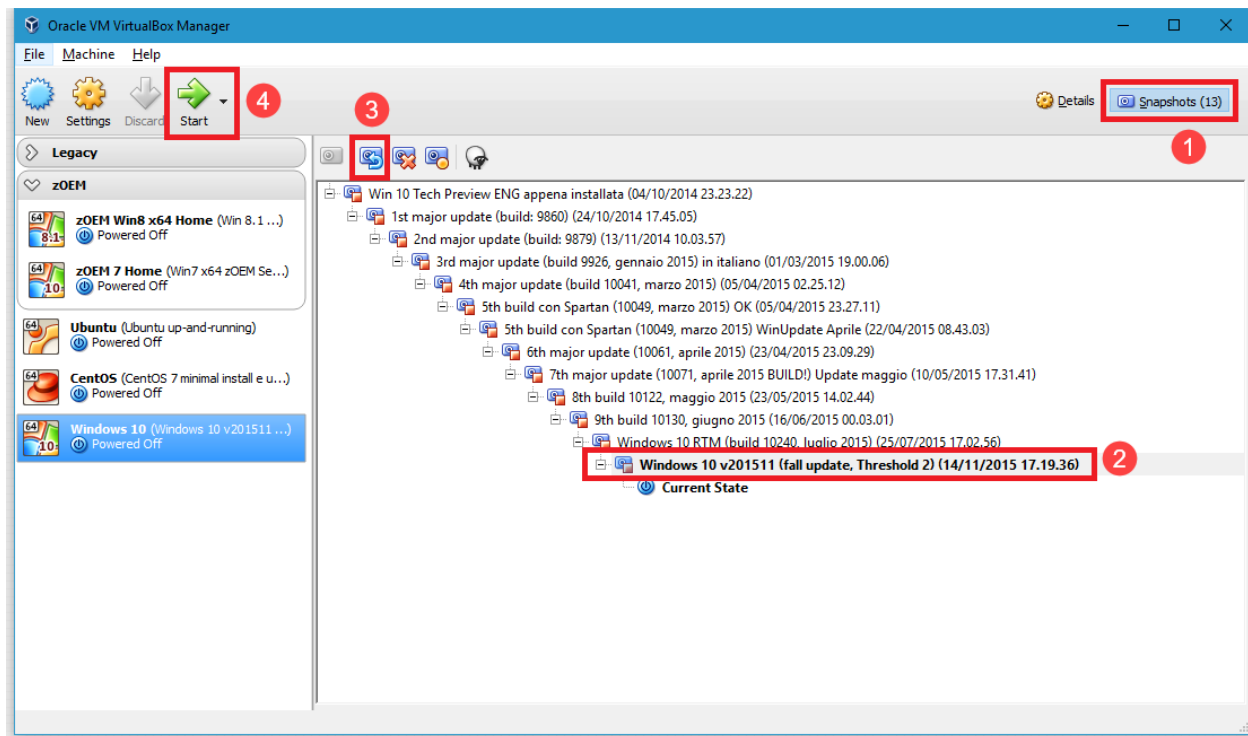 Oracle VM VirtualBox Manager
File Machine Help
New Settings Discard Start
4
3
Details
Snapshots (13)
1
Legacy
zOEM
64
8.1
zOEM Win8 x64 Home (Win 8.1 ...)
Powered Off
64
10
zOEM 7 Home (Win7 x64 zOEM Se...)
Powered Off
64
Ubuntu (Ubuntu up-and-running)
Powered Off
64
CentOS (CentOS 7 minimal install e u...)
Powered Off
64
10
Windows 10 (Windows 10 v201511 ...)
Powered Off
Win 10 Tech Preview ENG appena installata (04/10/2014 23.23.22)
1st major update (build: 9860) (24/10/2014 17.45.05)
2nd major update (build: 9879) (13/11/2014 10.03.57)
3rd major update (build 9926, gennaio 2015) in italiano (01/03/2015 19.00.06)
4th major update (build 10041, marzo 2015) (05/04/2015 02.25.12)
5th build con Spartan (10049, marzo 2015) OK (05/04/2015 23.27.11)
5th build con Spartan (10049, marzo 2015) WinUpdate Aprile (22/04/2015 08.43.03)
6th major update (10061, aprile 2015) (23/04/2015 23.09.29)
7th major update (10071, aprile 2015 BUILD!) Update maggio (10/05/2015 17.31.41)
8th build 10122, maggio 2015 (23/05/2015 14.02.44)
9th build 10130, giugno 2015 (16/06/2015 00.03.01)
Windows 10 RTM (build 10240, luglio 2015) (25/07/2015 17.02.56)
Windows 10 v201511 (fall update, Threshold 2) (14/11/2015 17.19.36)
2
Current State